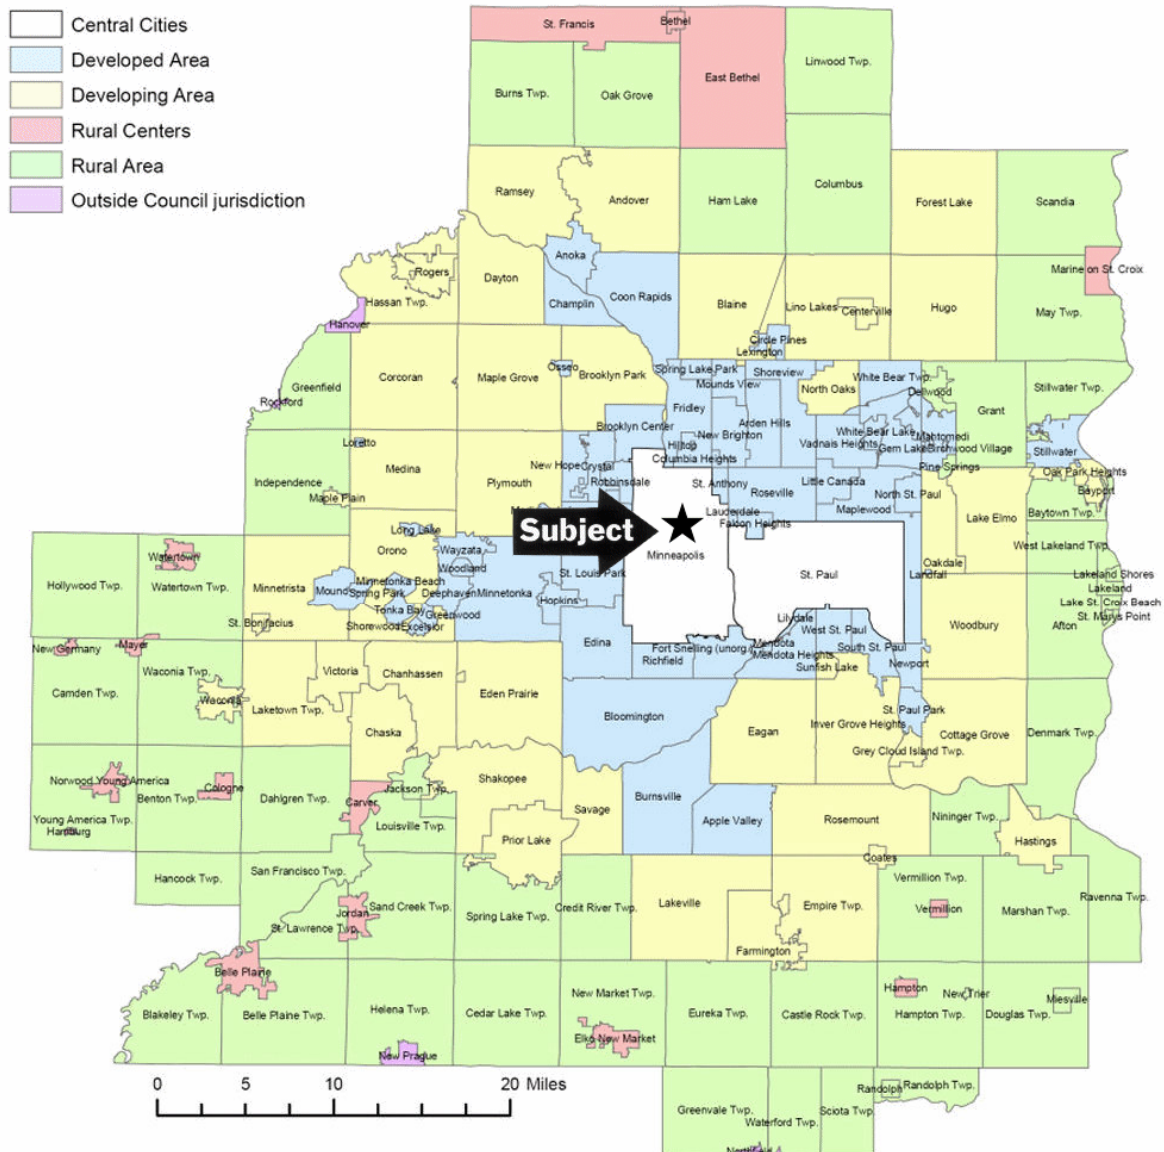 Central Cities
Developed Area
Developing Area
Rural Centers
Rural Area
Outside Council jurisdiction
St. Francis
Bethel
East Bethel
Linwood Twp.
Burns Twp.
Oak Grove
Ramsey
Andover
Ham Lake
Columbus
Forest Lake
Scandia
Anoka
Rogers
Dayton
Marine on St. Croix
Hassan Twp.
Champlin
Coon Rapids
Blaine
Lino Lakes
Centerville
Hugo
May Twp.
Hanover
Circle Pines
Lexington
Greenfield
Corcoran
Maple Grove
Osseo
Brooklyn Park
Spring Lake Park
Shoreview
Mounds View
North Oaks
White Bear Twp.
Dellwood
Stillwater Twp.
Rockford
Fridley
Grant
Brooklyn Center
Arden Hills
New Brighton
White Bear Lake
Mahtomedi
Loretto
Hilltop
Vadnais Heights
Gem Lake
Birchwood Village
Stillwater
Columbia Heights
Medina
New Hope
Crystal
Pine Springs
Oak Park Heights
Independence
Plymouth
Robbinsdale
St. Anthony
Roseville
Little Canada
North St. Paul
Bayport
Maple Plain
Lauderdale
Maplewood
Lake Elmo
Baytown Twp.
Long Lake
Subject
Falcon Heights
Orono
Wayzata
Minneapolis
West Lakeland Twp.
Watertown
Woodland
Oakdale
Hollywood Twp.
Watertown Twp.
Minnetrista
Minnetonka Beach
St. Louis Park
St. Paul
Landfall
Lakeland Shores
Mound
Spring Park
Deephaven
Minnetonka
Hopkins
Lakeland
Tonka Bay
Greenwood
Lake St. Croix Beach
St. Bonifacius
Shorewood
Excelsior
Lilydale
West St. Paul
Woodbury
Afton
St. Marys Point
New Germany
Mayer
Edina
Fort Snelling (unorg.)
Mendota
South St. Paul
Richfield
Mendota Heights
Waconia Twp.
Victoria
Chanhassen
Sunfish Lake
Newport
Camden Twp.
Waconia
Laketown Twp.
Eden Prairie
Bloomington
St. Paul Park
Chaska
Eagan
Inver Grove Heights
Cottage Grove
Denmark Twp.
Grey Cloud Island Twp.
Norwood Young America
Cologne
Shakopee
Benton Twp.
Dahlgren Twp.
Carver
Jackson Twp.
Savage
Burnsville
Young America Twp.
Louisville Twp.
Apple Valley
Rosemount
Nininger Twp.
Hamburg
Prior Lake
Hastings
Coates
Hancock Twp.
San Francisco Twp.
Vermillion Twp.
Ravenna Twp.
Jordan
Sand Creek Twp.
Spring Lake Twp.
Credit River Twp.
Lakeville
Empire Twp.
Vermillion
Marshan Twp.
St. Lawrence Twp.
Farmington
Belle Plaine
New Market Twp.
Hampton
New Trier
Miesville
Blakeley Twp.
Belle Plaine Twp.
Helena Twp.
Cedar Lake Twp.
Eureka Twp.
Castle Rock Twp.
Hampton Twp.
Douglas Twp.
Elko New Market
New Prague
0 5 10 20 Miles
Randolph
Randolph Twp.
Greenvale Twp.
Waterford Twp.
Sciota Twp.